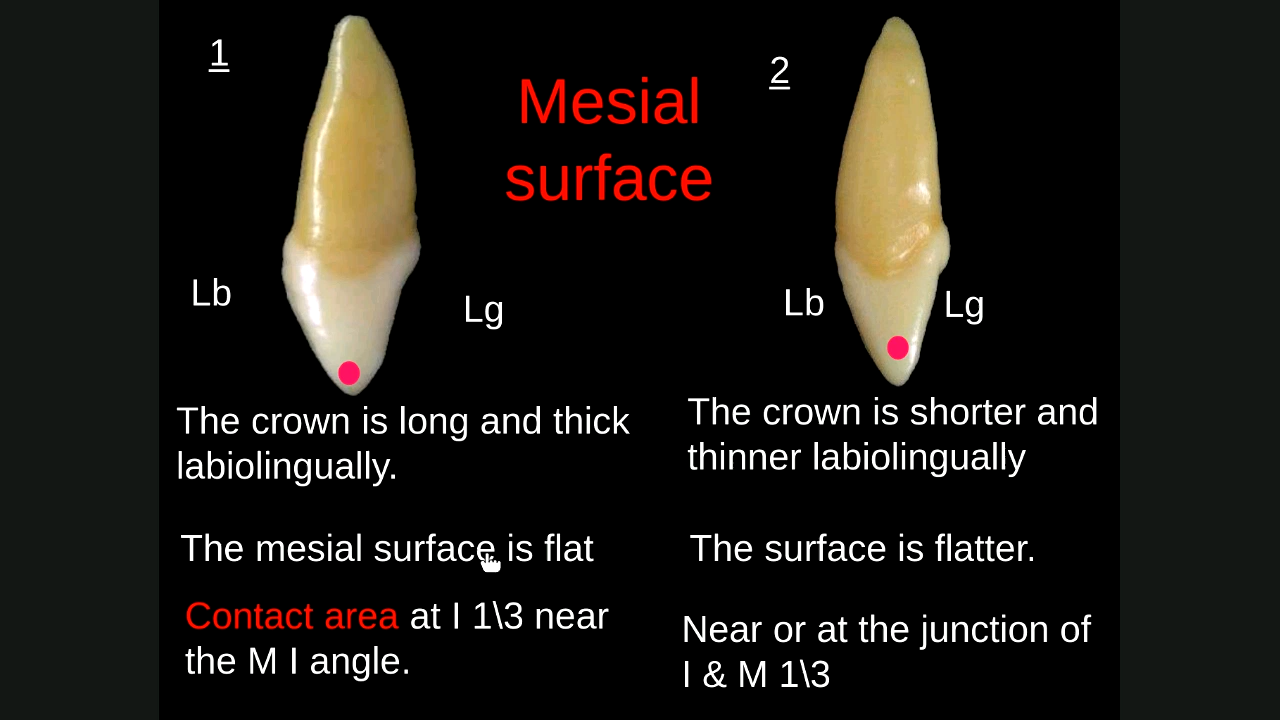 1
Mesial
surface
2
Lb
Lg
Lb
Lg
The crown is long and thick
labiolingually.
The crown is shorter and
thinner labiolingually
The mesial surface is flat
The surface is flatter.
Contact area at I 1\3 near
the M I angle.
Near or at the junction of
I & M 1\3